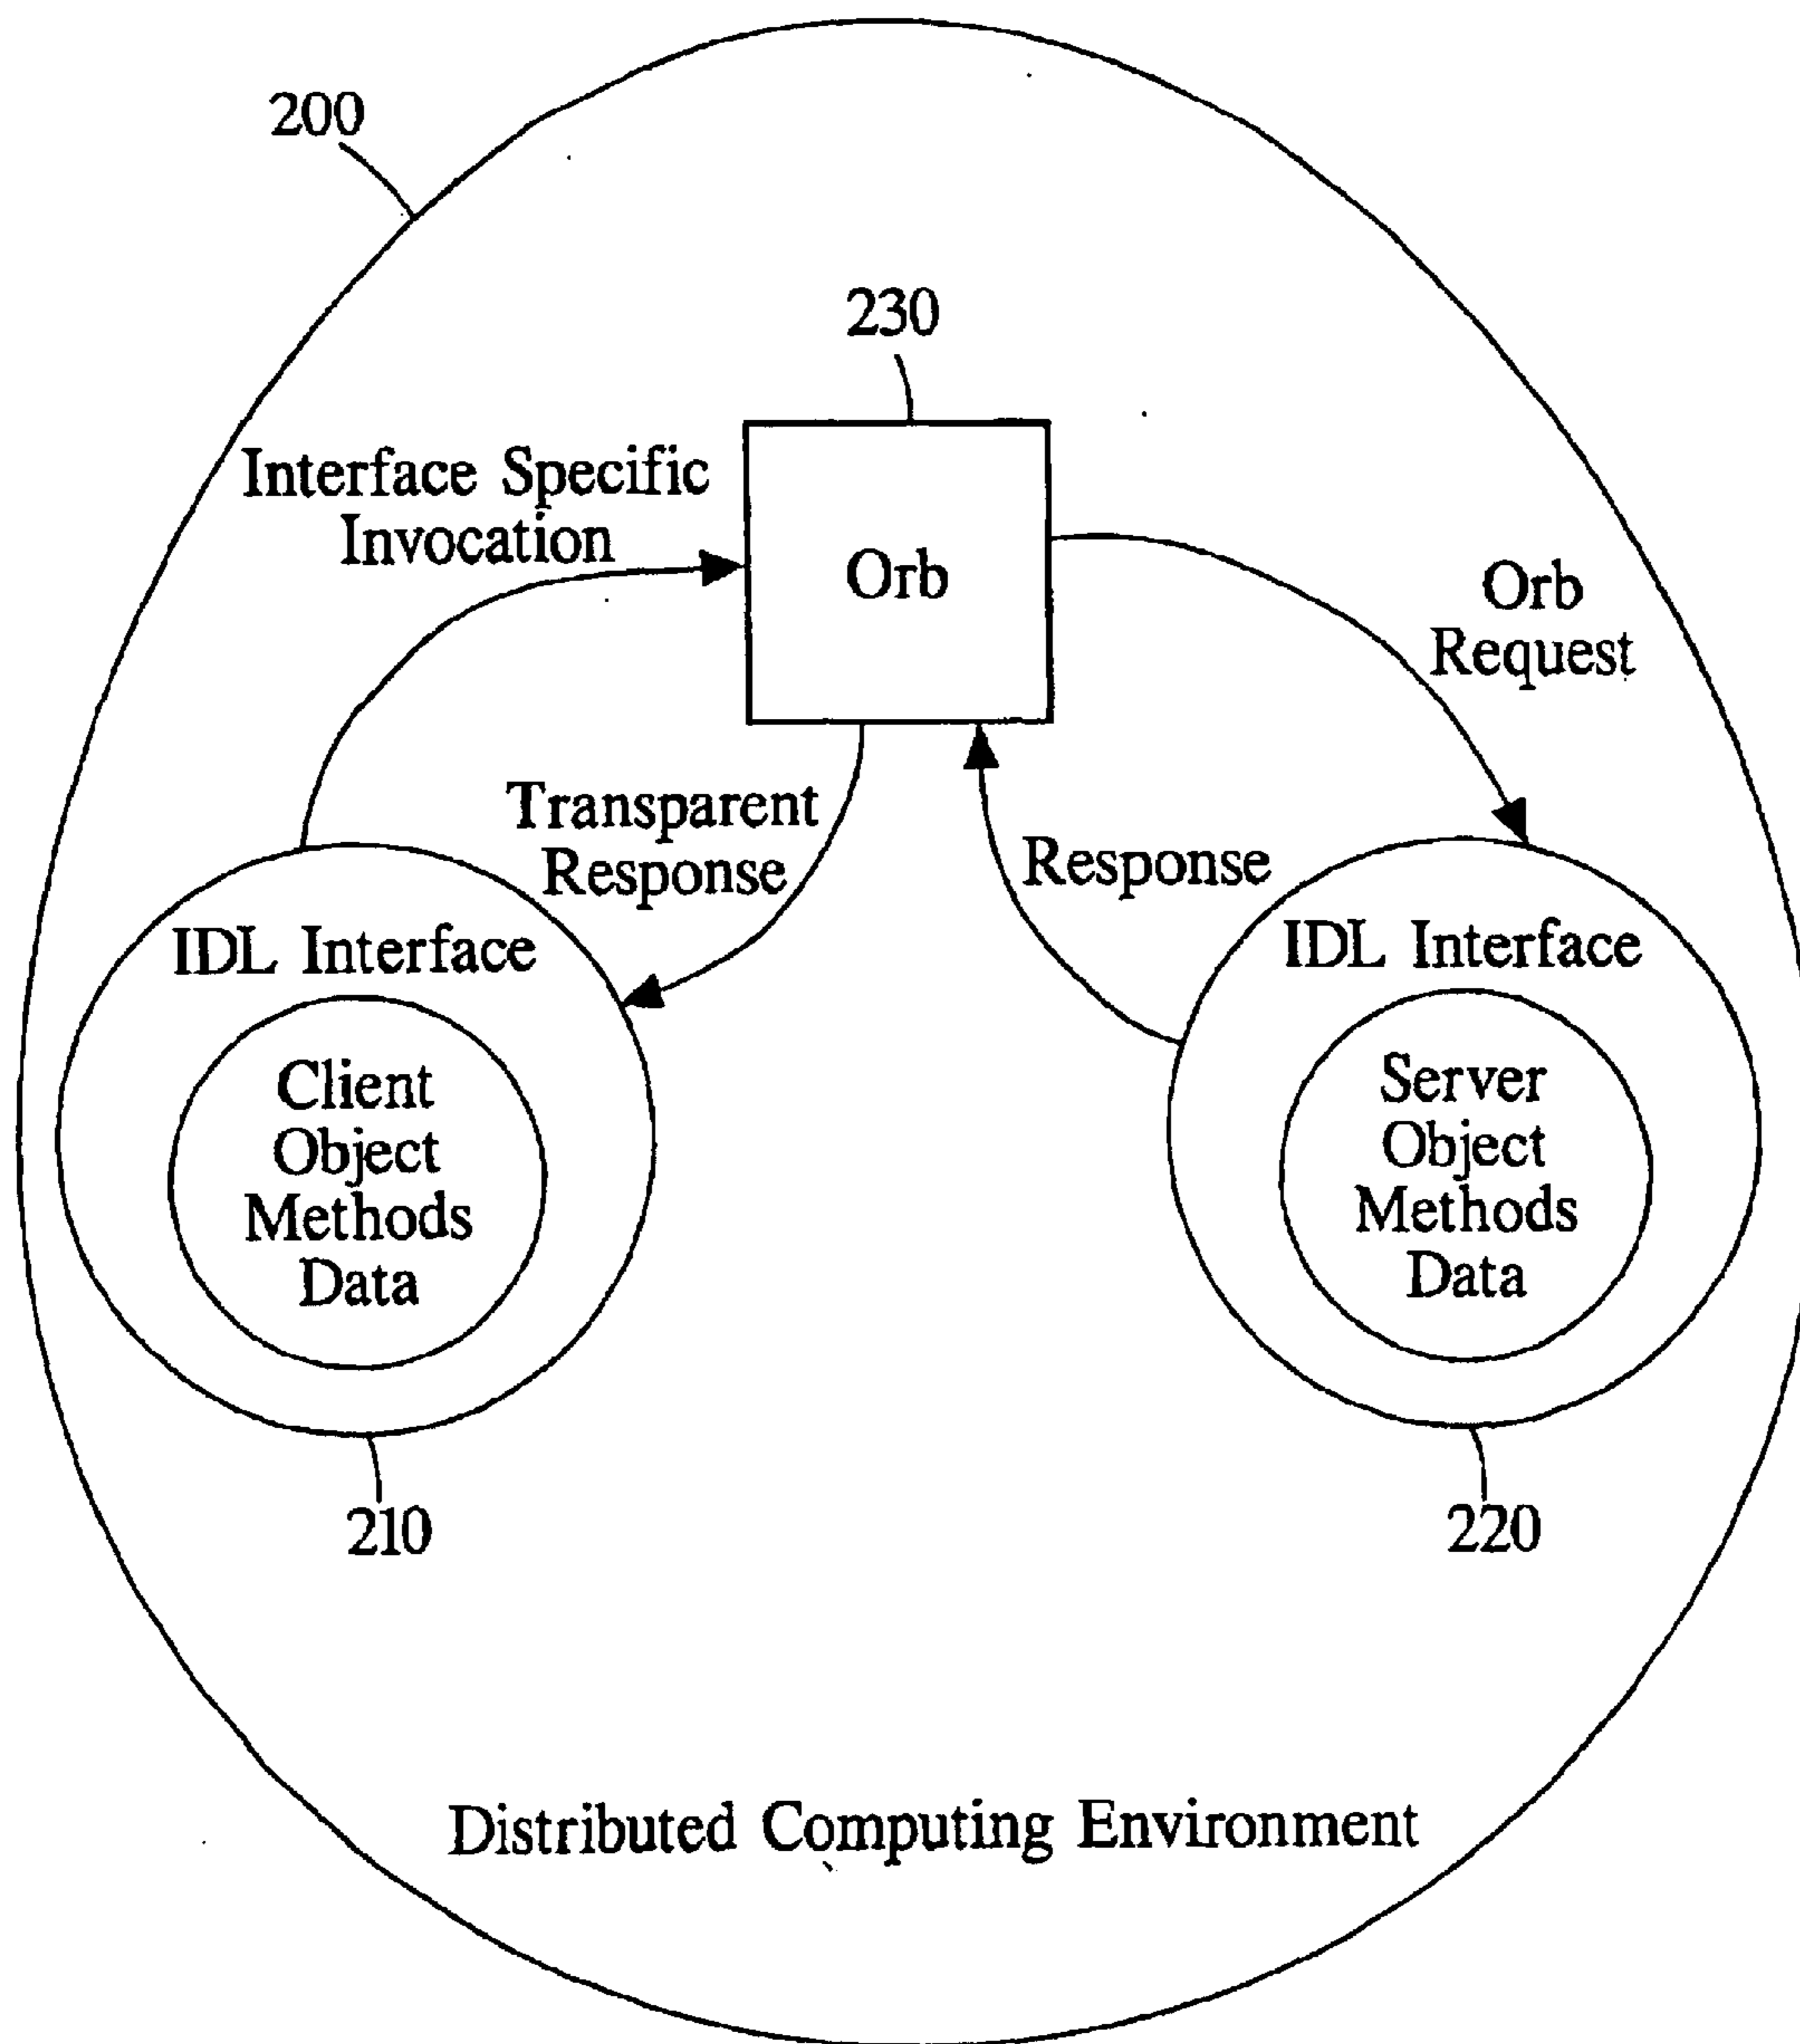 200
230
Interface Specific
Invocation
Orb
Orb
Request
Transparent
Response
Response
IDL Interface
Client
Object
Methods
Data
IDL Interface
Server
Object
Methods
Data
210
220
Distributed Computing Environment